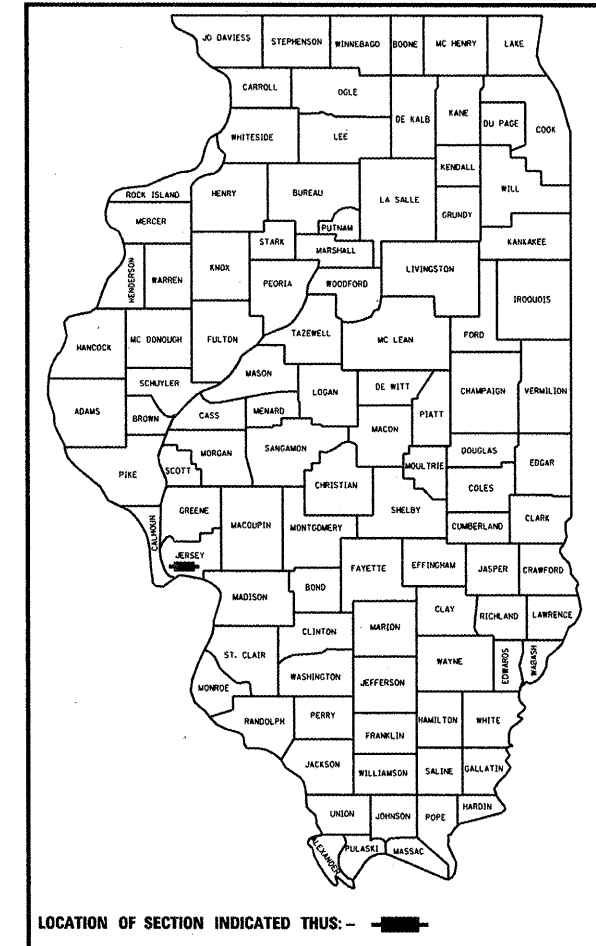 JO DAVIESS
STEPHENSON
WINNEBAGO
BOONE
MC HENRY
LAKE
CARROLL
OGLE
DE KALB
KANE
DU PAGE
COOK
WHITESIDE
LEE
KENDALL
WILL
ROCK ISLAND
HENRY
BUREAU
LA SALLE
GRUNDY
MERCER
PUTNAM
STARK
MARSHALL
KANKAKEE
HENDERSON
WARREN
KNOX
PEORIA
WOODFORD
LIVINGSTON
IROQUOIS
HANCOCK
MC DONOUGH
FULTON
TAZEWELL
MC LEAN
FORD
SCHUYLER
MASON
LOGAN
DE WITT
CHAMPAIGN
VERMILION
ADAMS
BROWN
CASS
MENARD
MACON
PIATT
PIKE
SCOTT
MORGAN
SANGAMON
CHRISTIAN
MOULTRIE
DOUGLAS
EDGAR
COLES
CALHOUN
GREENE
MACOUPIN
MONTGOMERY
SHELBY
CUMBERLAND
CLARK
JERSEY
FAYETTE
EFFINGHAM
JASPER
CRAWFORD
MADISON
BOND
CLAY
RICHLAND
LAWRENCE
CLINTON
MARION
ST. CLAIR
WAYNE
EDWARDS
WABASH
WASHINGTON
JEFFERSON
MONROE
RANDOLPH
PERRY
HAMILTON
WHITE
FRANKLIN
JACKSON
WILLIAMSON
SALINE
GALLATIN
UNION
JOHNSON
POPE
HARDIN
ALEXANDER
PULASKI
MASSAC
LOCATION OF SECTION INDICATED THUS: -